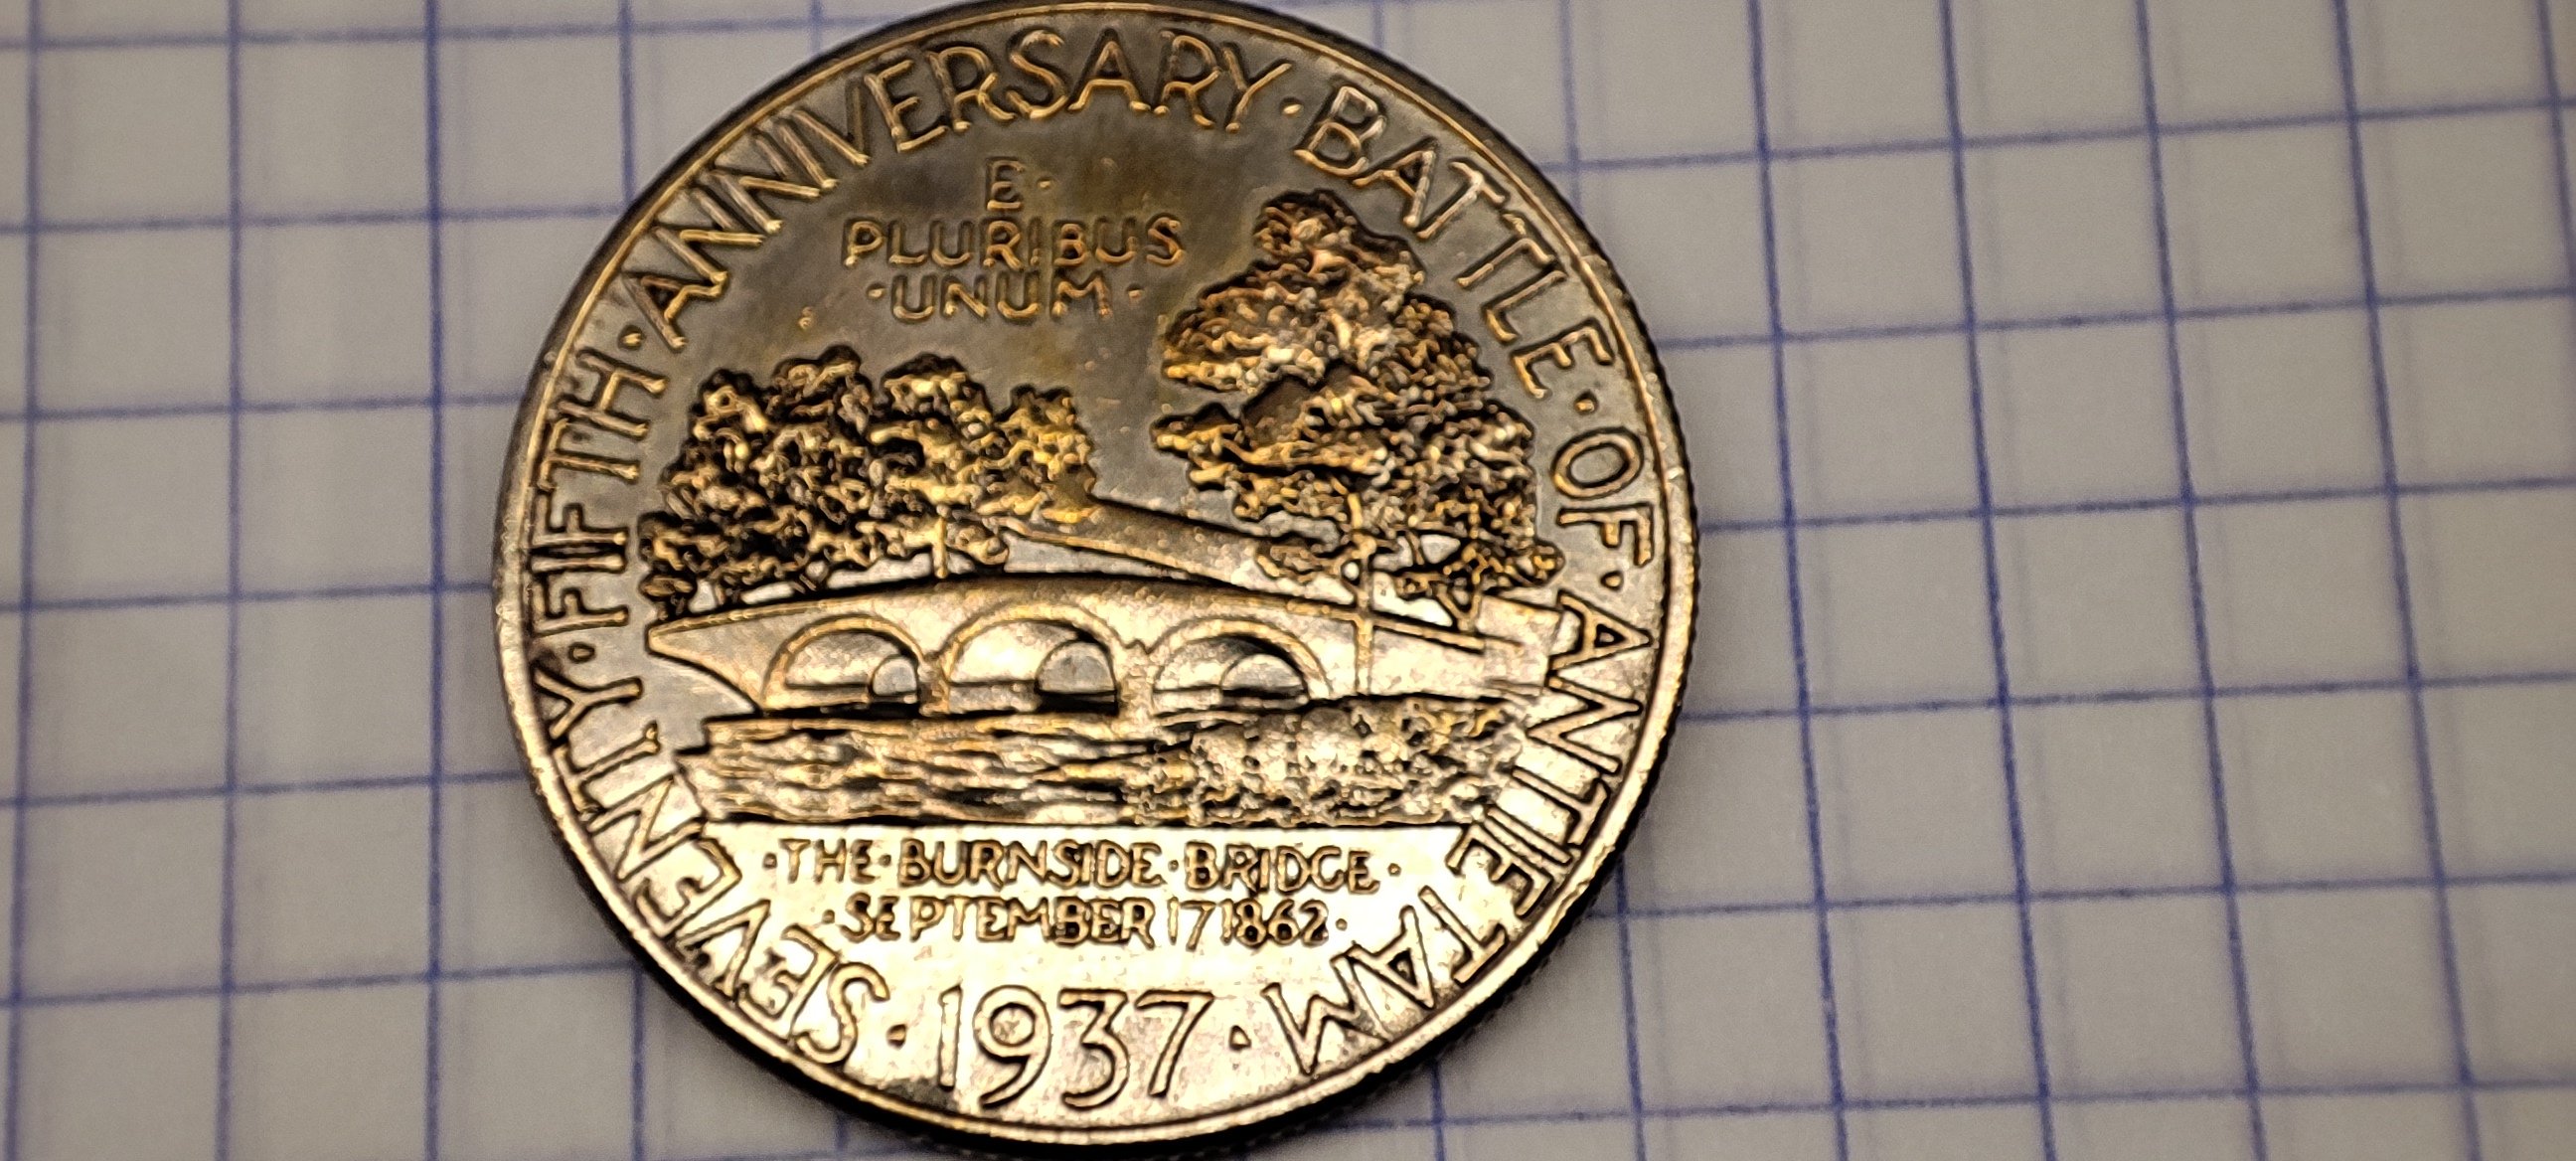 SEVENTY·FIFTH·ANNIVERSARY·BATTLE·OF·ANTIETAM
E·
PLURIBUS
·UNUM·
·THE·BURNSIDE·BRIDGE·
·SEPTEMBER 17 1862·
·1937·